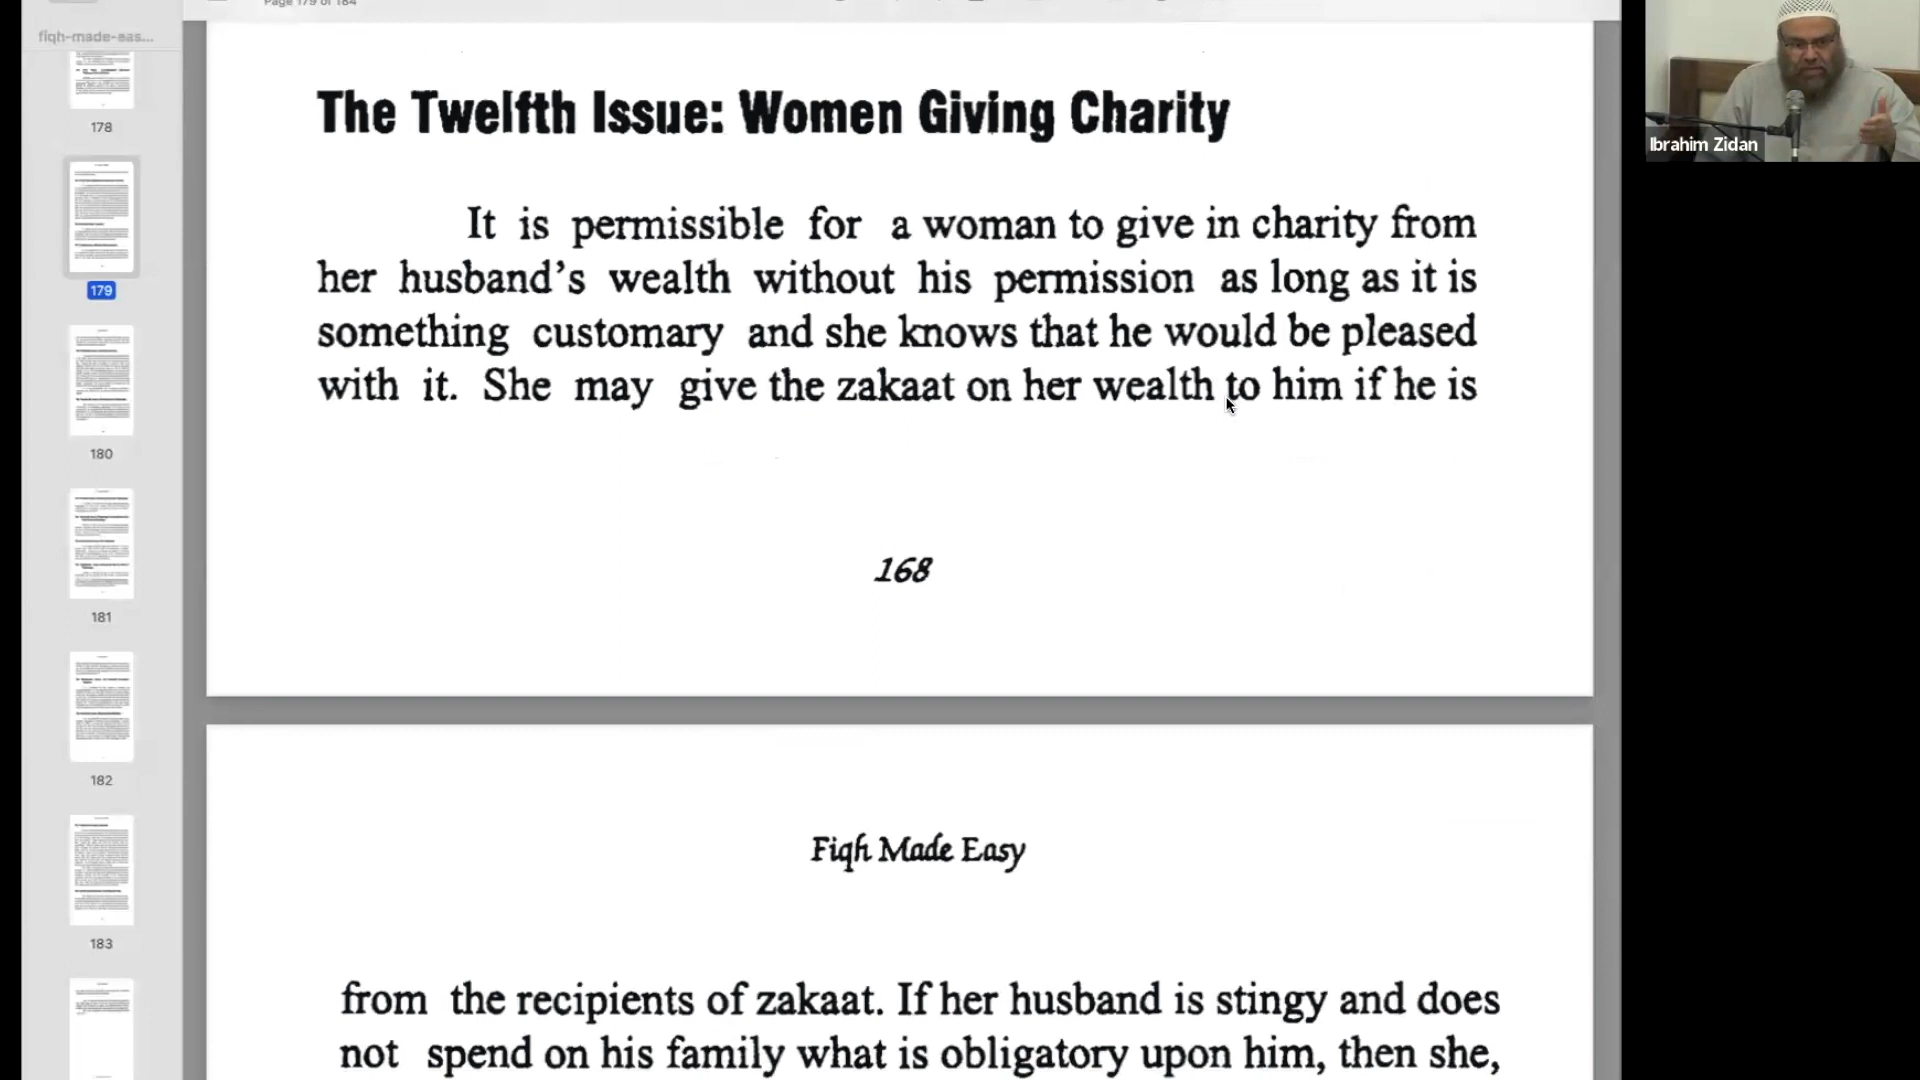 Page 179 of 184
fiqh-made-eas...
178
179
180
181
182
183
The Twelfth Issue: Women Giving Charity
It is permissible for a woman to give in charity from
her husband's wealth without his permission as long as it is
something customary and she knows that he would be pleased
with it. She may give the zakaat on her wealth to him if he is
168
Fiqh Made Easy
from the recipients of zakaat. If her husband is stingy and does
not spend on his family what is obligatory upon him, then she,
Ibrahim Zidan